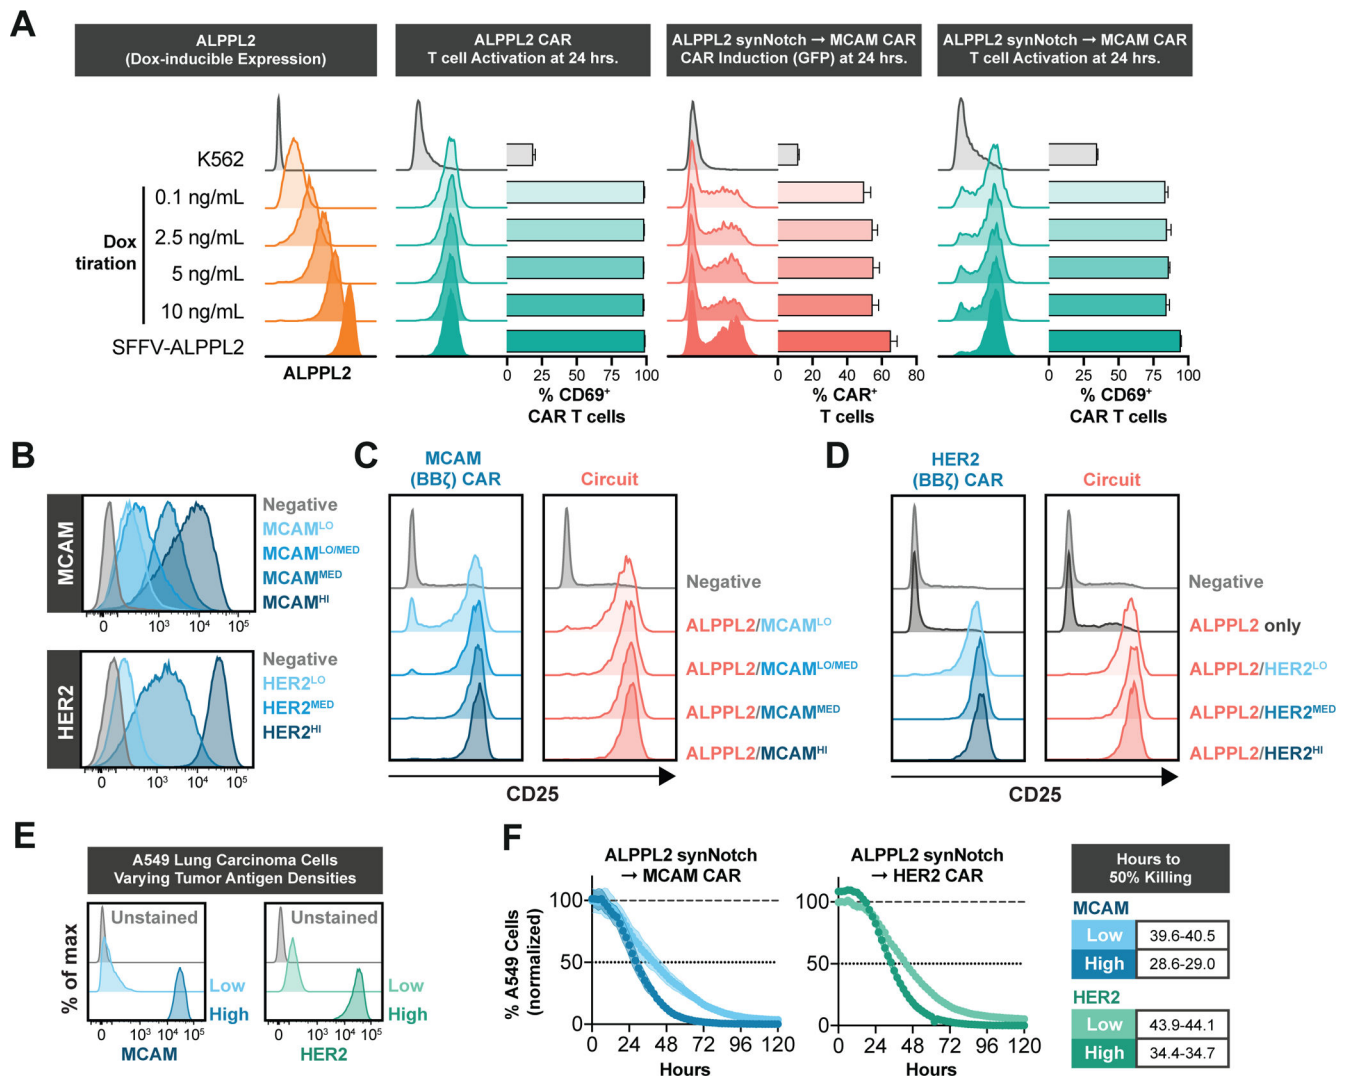 A
ALPPL2
(Dox-inducible Expression)
ALPPL2 CAR
T cell Activation at 24 hrs.
ALPPL2 synNotch → MCAM CAR
CAR Induction (GFP) at 24 hrs.
ALPPL2 synNotch → MCAM CAR
T cell Activation at 24 hrs.
K562
0.1 ng/mL
2.5 ng/mL
5 ng/mL
10 ng/mL
Dox
tiration
SFFV-ALPPL2
ALPPL2
0 25 50 75 100
% CD69⁺
CAR T cells
0 20 40 60 80
% CAR⁺
T cells
0 25 50 75 100
% CD69⁺
CAR T cells
B
MCAM
Negative
MCAMᴸᴼ
MCAMᴸᴼ/ᴹᴱᴰ
MCAMᴹᴱᴰ
MCAMᴴᴵ
0 10³ 10⁴ 10⁵
HER2
Negative
HER2ᴸᴼ
HER2ᴹᴱᴰ
HER2ᴴᴵ
0 10³ 10⁴ 10⁵
C
MCAM
(BBζ) CAR
Circuit
Negative
ALPPL2/MCAMᴸᴼ
ALPPL2/MCAMᴸᴼ/ᴹᴱᴰ
ALPPL2/MCAMᴹᴱᴰ
ALPPL2/MCAMᴴᴵ
CD25
D
HER2
(BBζ) CAR
Circuit
Negative
ALPPL2 only
ALPPL2/HER2ᴸᴼ
ALPPL2/HER2ᴹᴱᴰ
ALPPL2/HER2ᴴᴵ
CD25
E
A549 Lung Carcinoma Cells
Varying Tumor Antigen Densities
% of max
Unstained
Low
High
0 10³ 10⁴ 10⁵
MCAM
Unstained
Low
High
0 10³ 10⁴ 10⁵
HER2
F
ALPPL2 synNotch
→ MCAM CAR
% A549 Cells
(normalized)
100
50
0
0 24 48 72 96 120
Hours
ALPPL2 synNotch
→ HER2 CAR
100
50
0
0 24 48 72 96 120
Hours
Hours to
50% Killing
MCAM
Low 39.6-40.5
High 28.6-29.0
HER2
Low 43.9-44.1
High 34.4-34.7